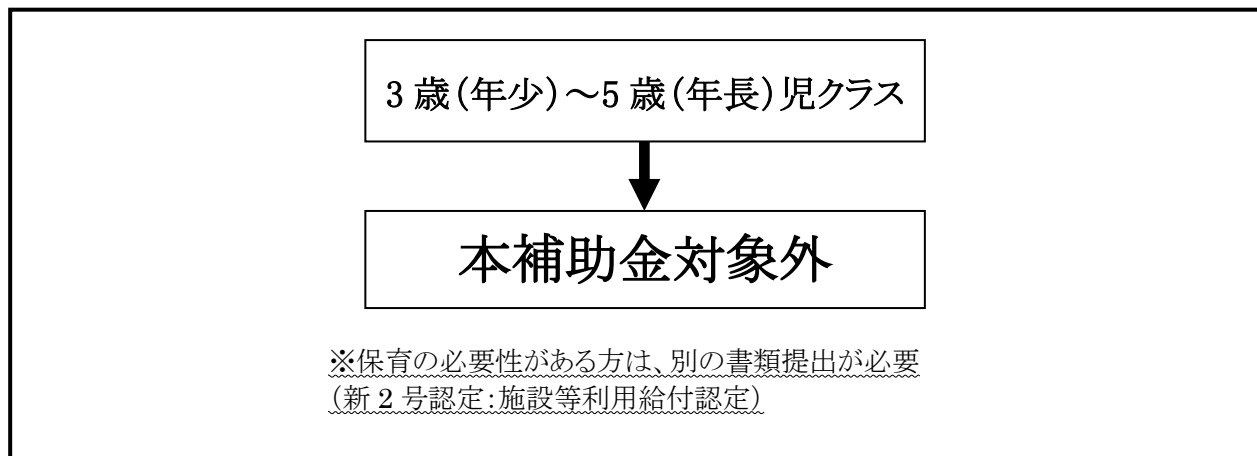 3 歳（年少）～5 歳（年長）児クラス
本補助金対象外
※保育の必要性がある方は、別の書類提出が必要
（新 2 号認定：施設等利用給付認定）